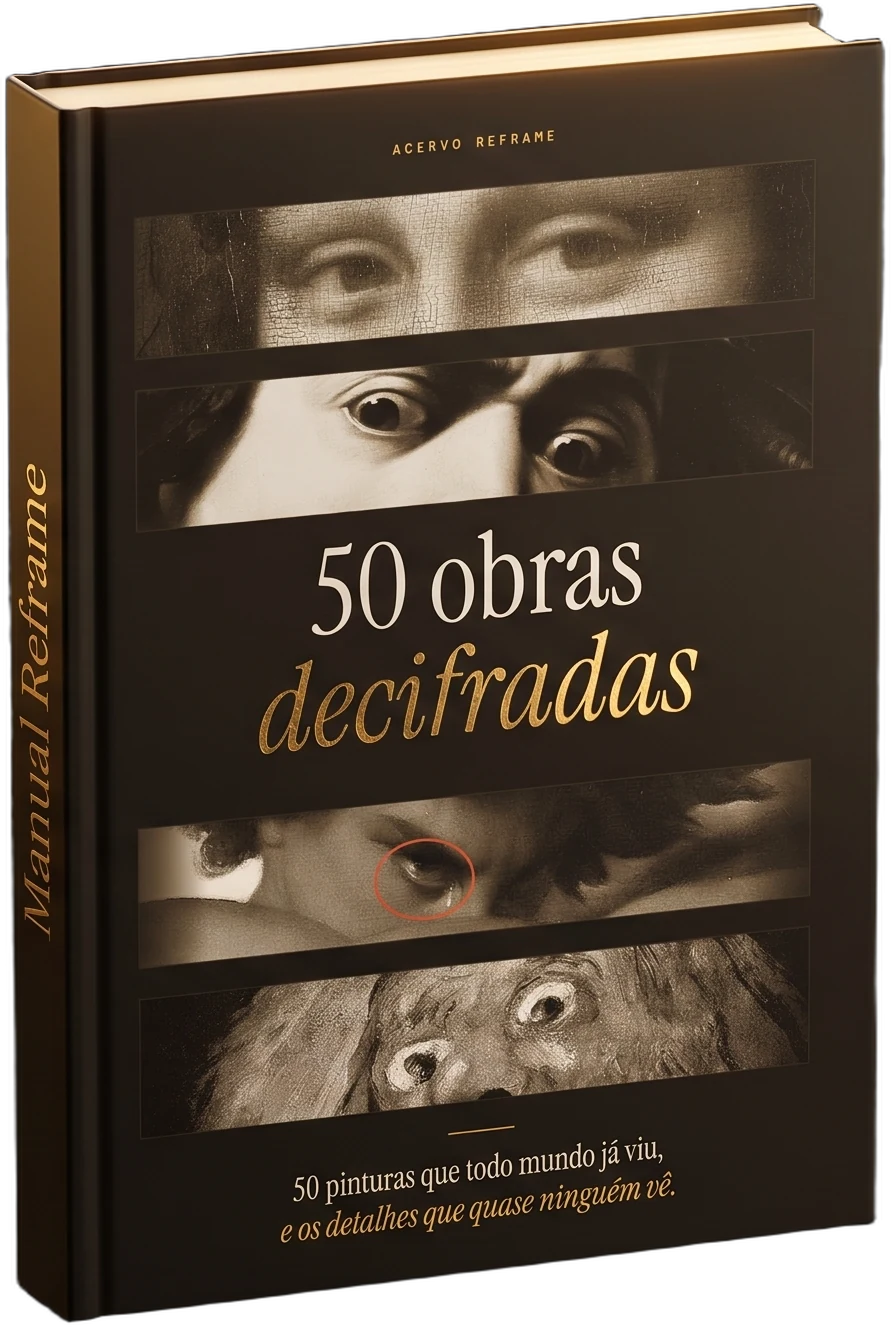 ACERVO REFRAME
50 obras
decifradas
50 pinturas que todo mundo já viu,
e os detalhes que quase ninguém vê.
Manual Reframe